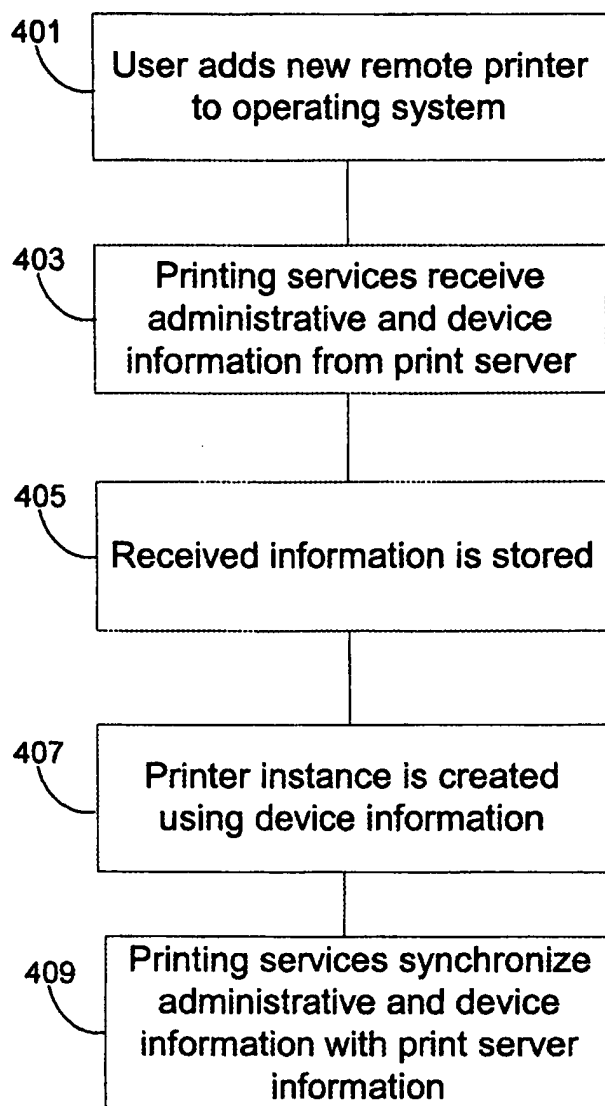 401
User adds new remote printer
to operating system
403
Printing services receive
administrative and device
information from print server
405
Received information is stored
407
Printer instance is created
using device information
409
Printing services synchronize
administrative and device
information with print server
information